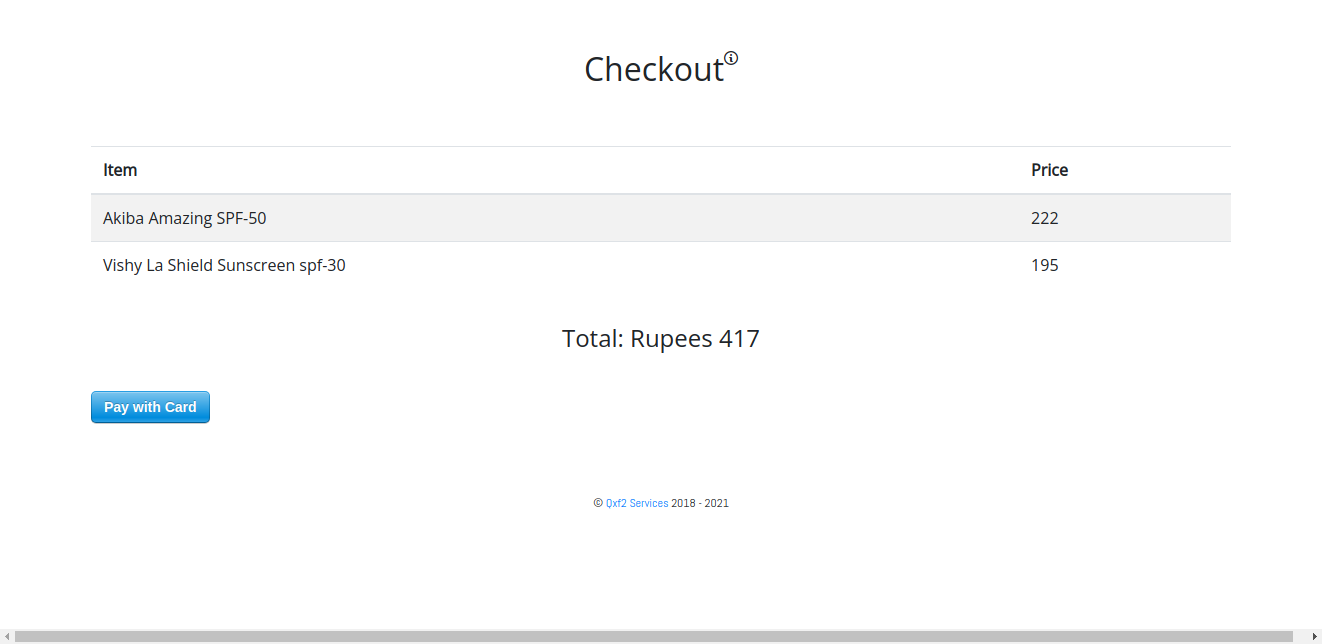 Checkout
Item Price
Akiba Amazing SPF-50 222
Vishy La Shield Sunscreen spf-30 195
Total: Rupees 417
Pay with Card
© Qxf2 Services 2018 - 2021